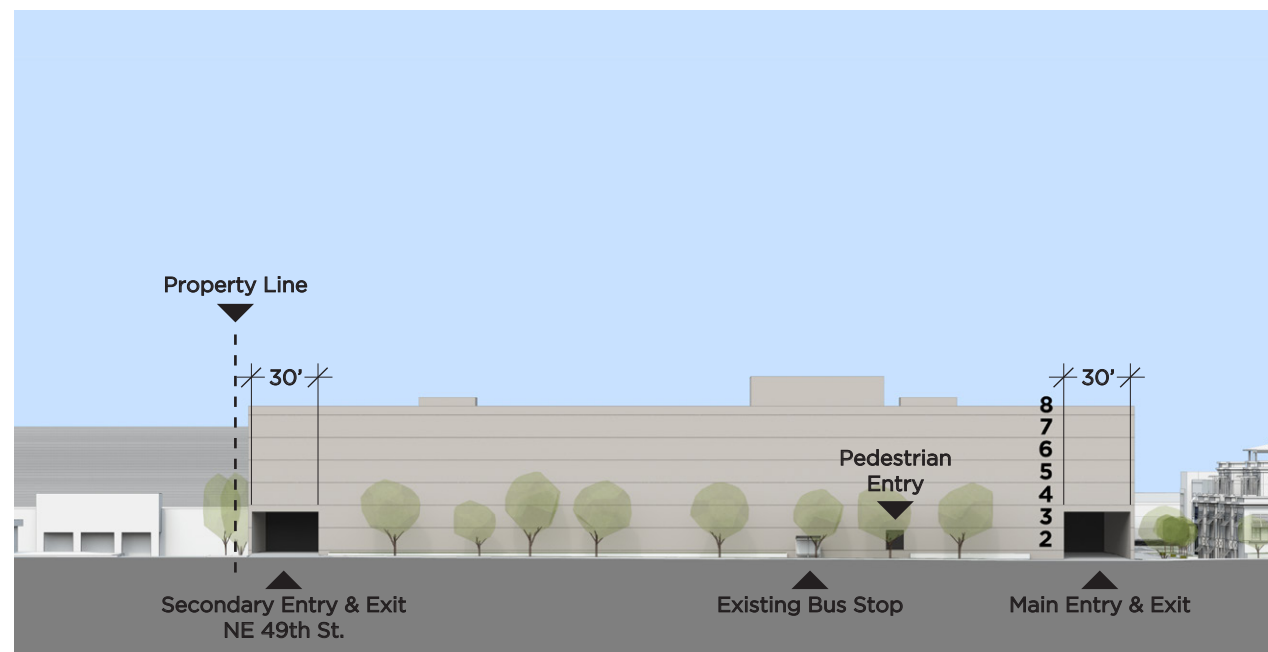 Property Line
30'
30'
8
7
6
5
4
3
2
Pedestrian
Entry
Secondary Entry & Exit
NE 49th St.
Existing Bus Stop
Main Entry & Exit